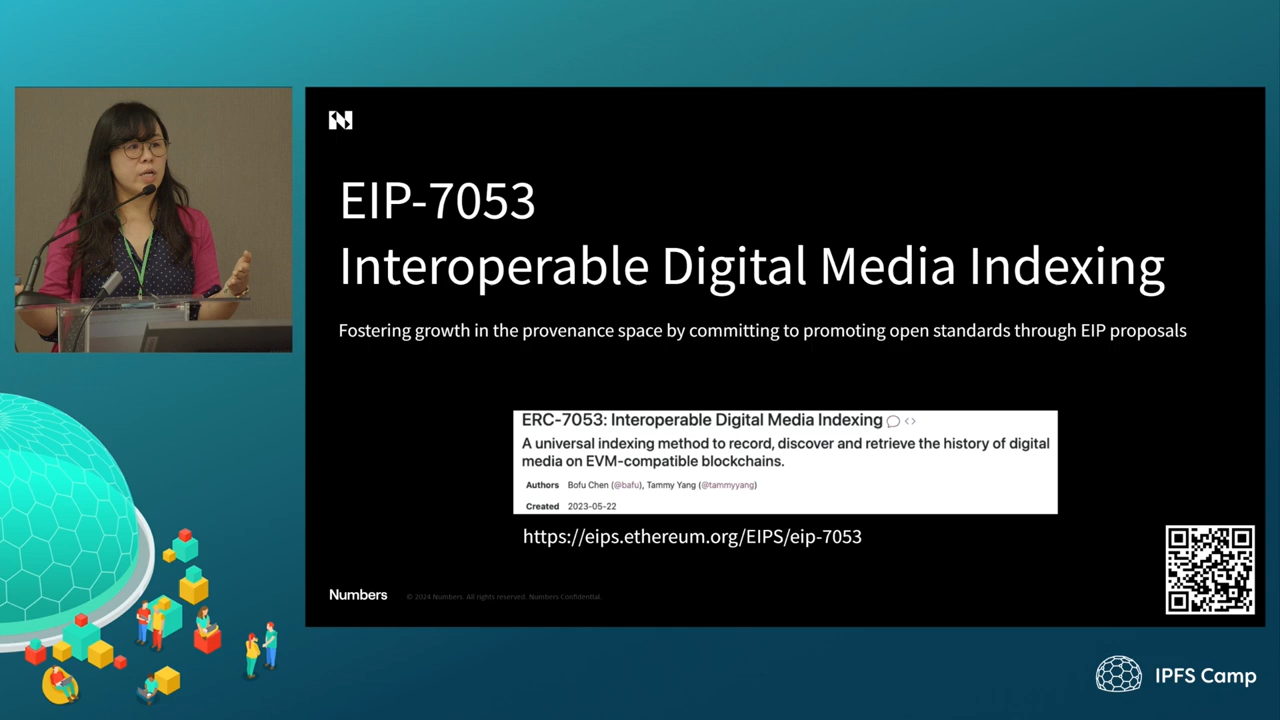 EIP-7053
Interoperable Digital Media Indexing
Fostering growth in the provenance space by committing to promoting open standards through EIP proposals
ERC-7053: Interoperable Digital Media Indexing
A universal indexing method to record, discover and retrieve the history of digital
media on EVM-compatible blockchains.
Authors Bofu Chen (@bafu), Tammy Yang (@tammyyang)
Created 2023-05-22
https://eips.ethereum.org/EIPS/eip-7053
Numbers © 2024 Numbers. All rights reserved. Numbers Confidential.
IPFS Camp